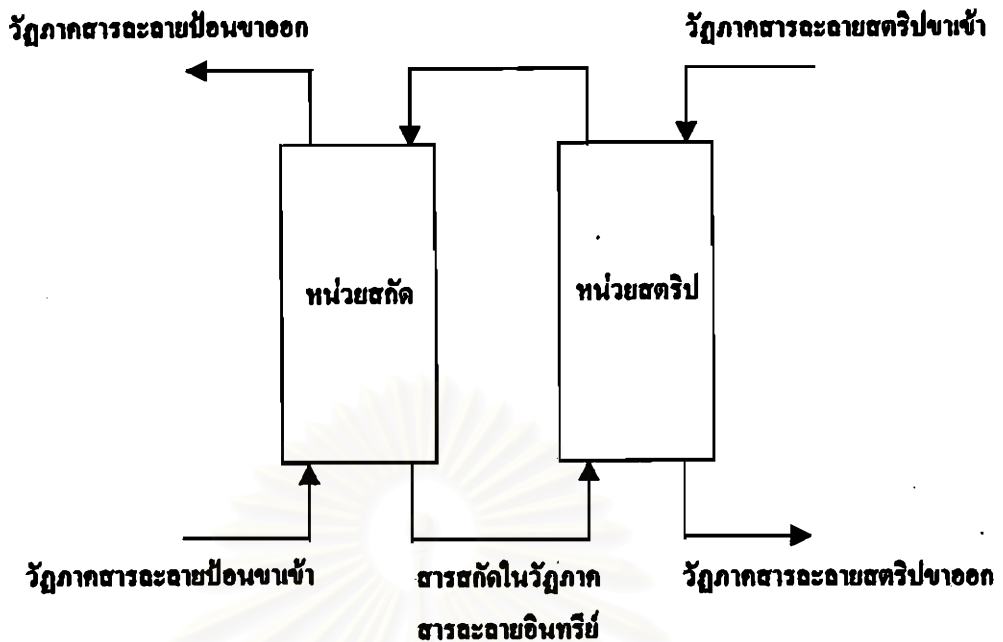 วัฏภาคสารละลายป้อนขาออก
วัฏภาคสารละลายสตริปขาเข้า
หน่วยสกัด
หน่วยสตริป
วัฏภาคสารละลายป้อนขาเข้า
สารสกัดในวัฏภาค
สารละลายอินทรีย์
วัฏภาคสารละลายสตริปขาออก